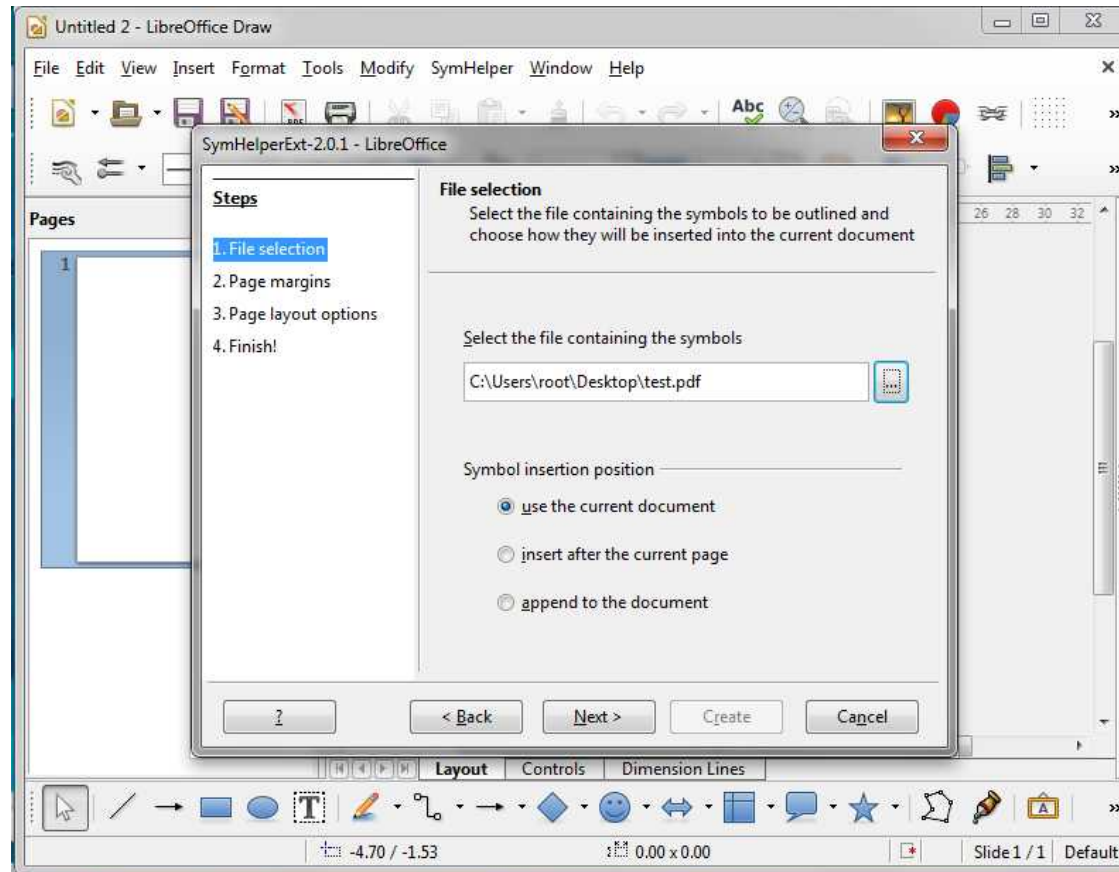 Untitled 2 - LibreOffice Draw
File Edit View Insert Format Tools Modify SymHelper Window Help
Abc
SymHelperExt-2.0.1 - LibreOffice
Pages
1
26 28 30 32
Steps
1. File selection
2. Page margins
3. Page layout options
4. Finish!
File selection
Select the file containing the symbols to be outlined and
choose how they will be inserted into the current document
Select the file containing the symbols
C:\Users\root\Desktop\test.pdf
...
Symbol insertion position
use the current document
insert after the current page
append to the document
? < Back Next > Create Cancel
Layout Controls Dimension Lines
T A
-4.70 / -1.53 0.00 x 0.00 Slide 1 / 1 Default